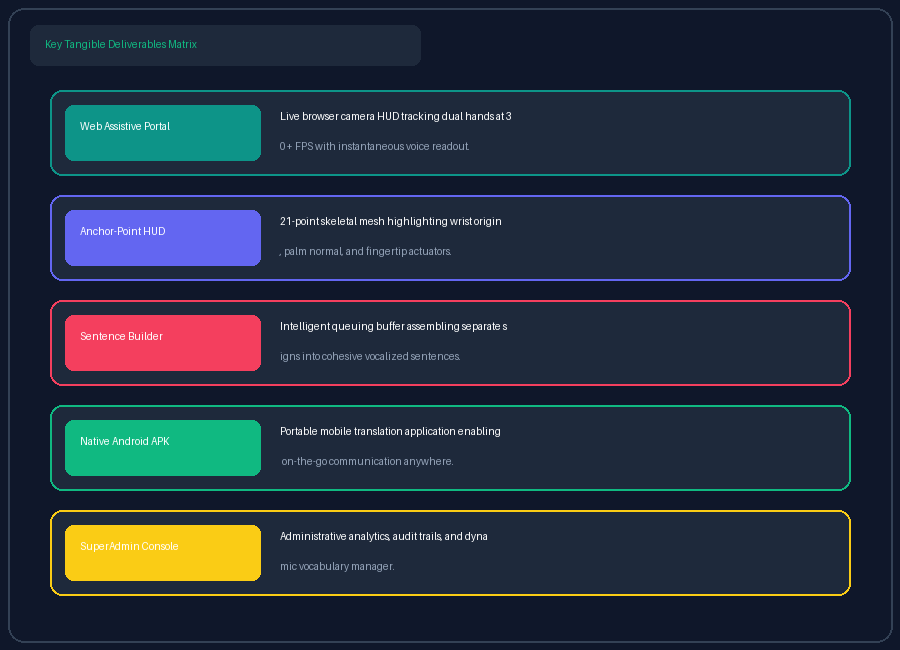 Key Tangible Deliverables Matrix
Web Assistive Portal
Live browser camera HUD tracking dual hands at 3
0+ FPS with instantaneous voice readout.
Anchor-Point HUD
21-point skeletal mesh highlighting wrist origin
, palm normal, and fingertip actuators.
Sentence Builder
Intelligent queuing buffer assembling separate s
igns into cohesive vocalized sentences.
Native Android APK
Portable mobile translation application enabling
on-the-go communication anywhere.
SuperAdmin Console
Administrative analytics, audit trails, and dyna
mic vocabulary manager.